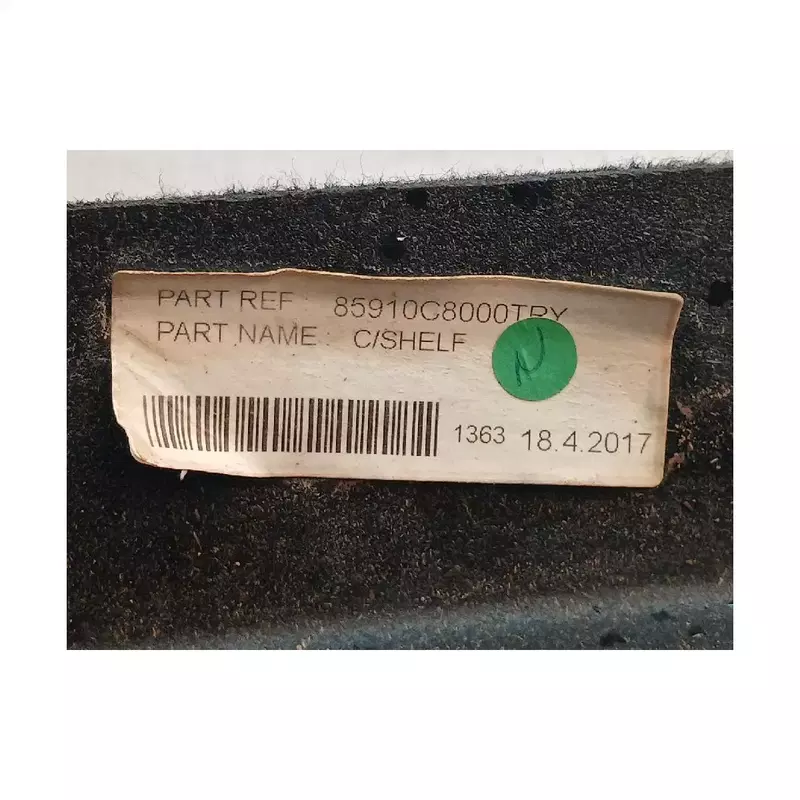 PART REF : 85910C8000TRY
PART NAME : C/SHELF
N
1363 18.4.2017